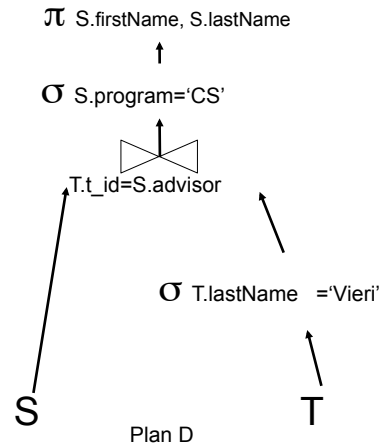 π S.firstName, S.lastName
σ S.program='CS’
T.t_id=S.advisor
σ T.lastName ='Vieri’
S
T
Plan D